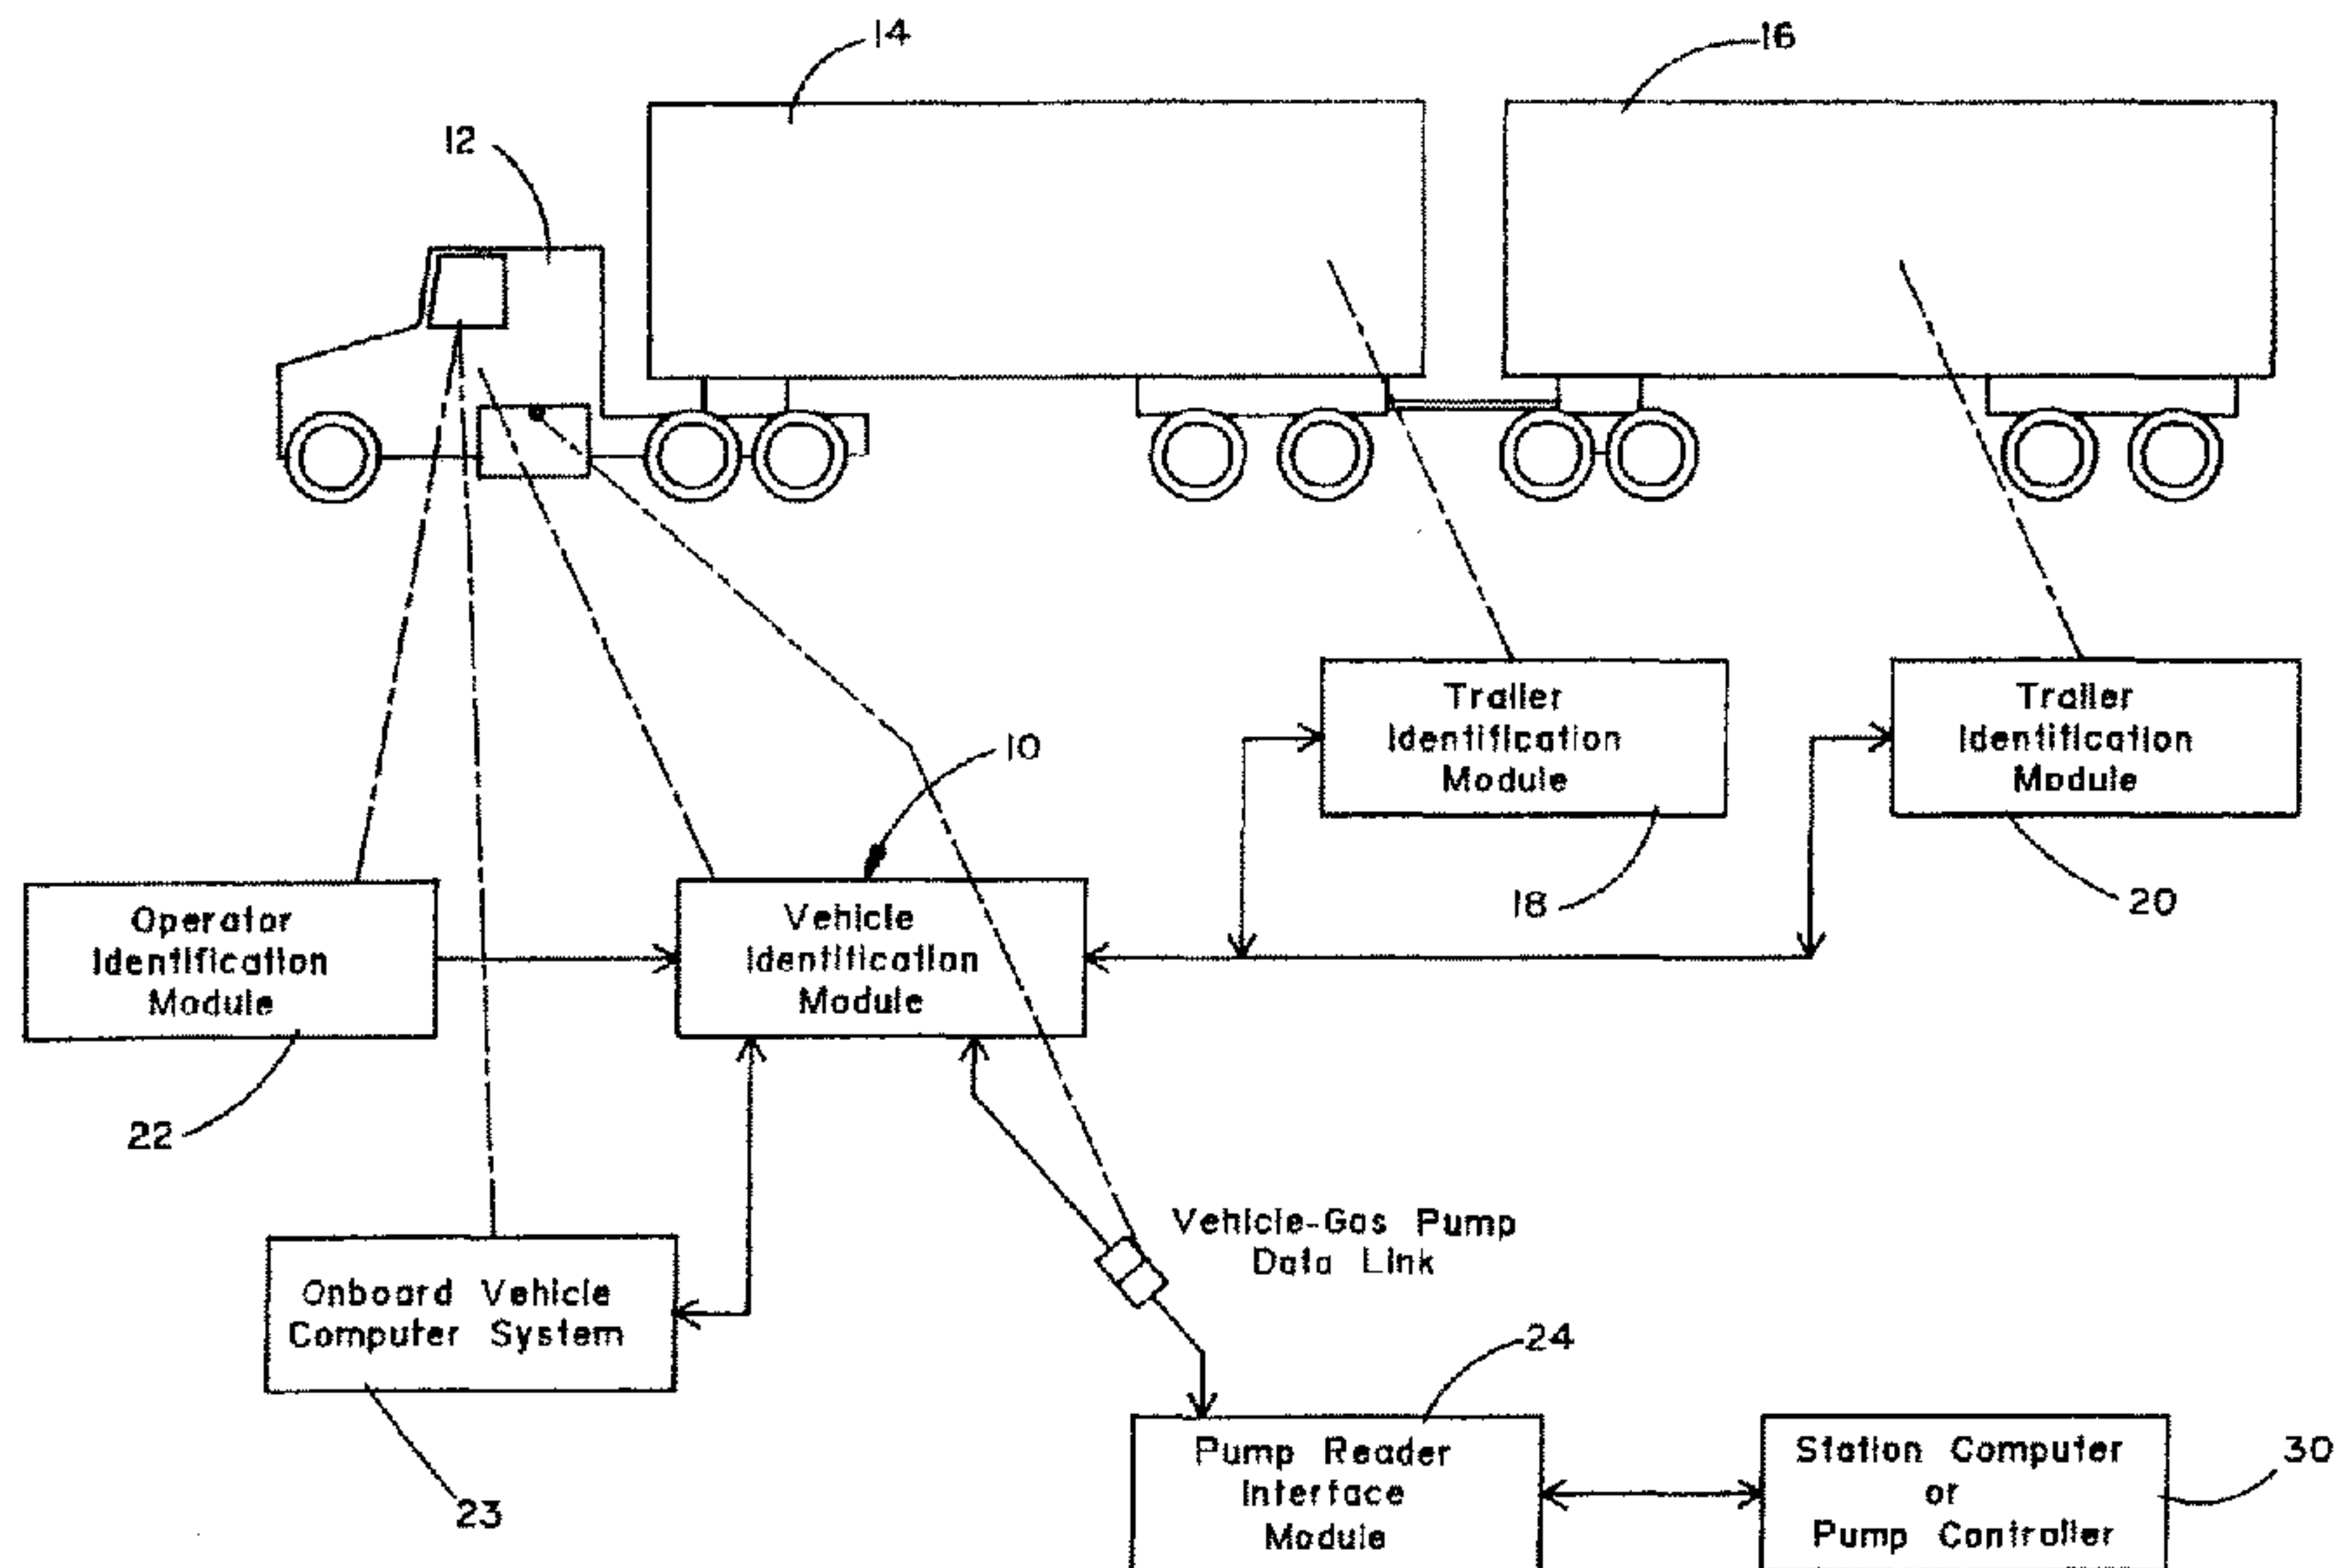 14
16
12
10
Trailer
Identification
Module
18
Trailer
Identification
Module
20
Operator
Identification
Module
22
Vehicle
Identification
Module
Vehicle-Gas Pump
Data Link
Onboard Vehicle
Computer System
23
24
Pump Reader
Interface
Module
Station Computer
or
Pump Controller
30